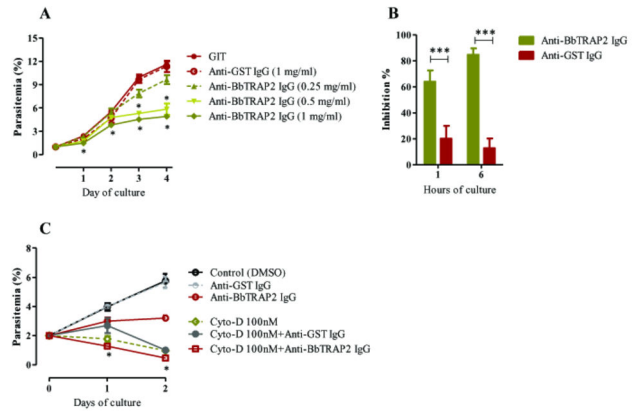 A
Parasitemia (%)
15
12
9
6
3
0
1
2
3
4
Day of culture
*
*
*
*
*
*
GIT
Anti-GST IgG (1 mg/ml)
Anti-BbTRAP2 IgG (0.25 mg/ml)
Anti-BbTRAP2 IgG (0.5 mg/ml)
Anti-BbTRAP2 IgG (1 mg/ml)
B
Inhibition %
100
80
60
40
20
0
***
***
1
6
Hours of culture
Anti-BbTRAP2 IgG
Anti-GST IgG
C
Parasitemia (%)
8
6
4
2
0
0
1
2
Days of culture
*
*
Control (DMSO)
Anti-GST IgG
Anti-BbTRAP2 IgG
Cyto-D 100nM
Cyto-D 100nM+Anti-GST IgG
Cyto-D 100nM+Anti-BbTRAP2 IgG